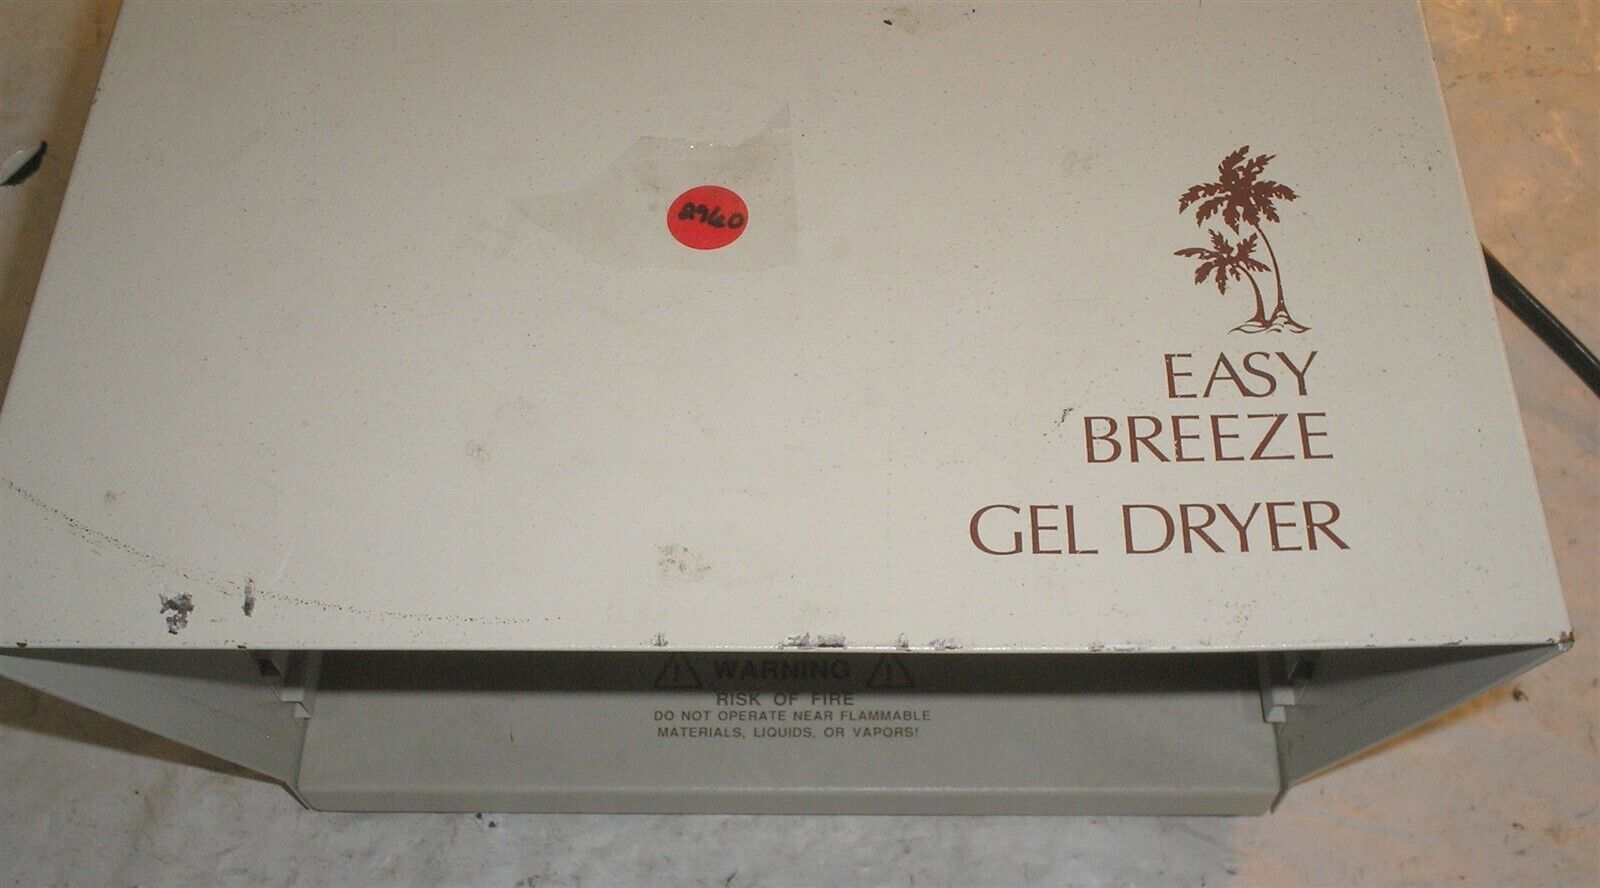 2960
EASY
BREEZE
GEL DRYER
WARNING
RISK OF FIRE
DO NOT OPERATE NEAR FLAMMABLE
MATERIALS, LIQUIDS, OR VAPORS!